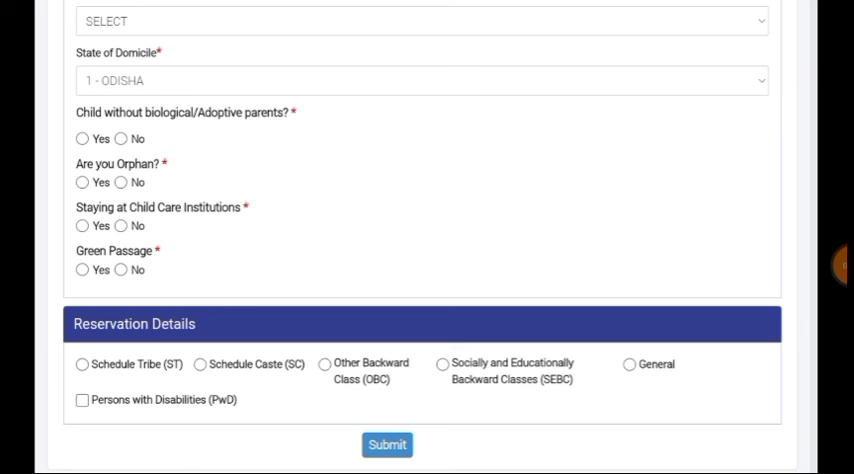 SELECT
State of Domicile*
1 - ODISHA
Child without biological/Adoptive parents? *
Yes No
Are you Orphan? *
Yes No
Staying at Child Care Institutions *
Yes No
Green Passage *
Yes No
Reservation Details
Schedule Tribe (ST) Schedule Caste (SC) Other Backward Class (OBC) Socially and Educationally Backward Classes (SEBC) General
Persons with Disabilities (PwD)
Submit